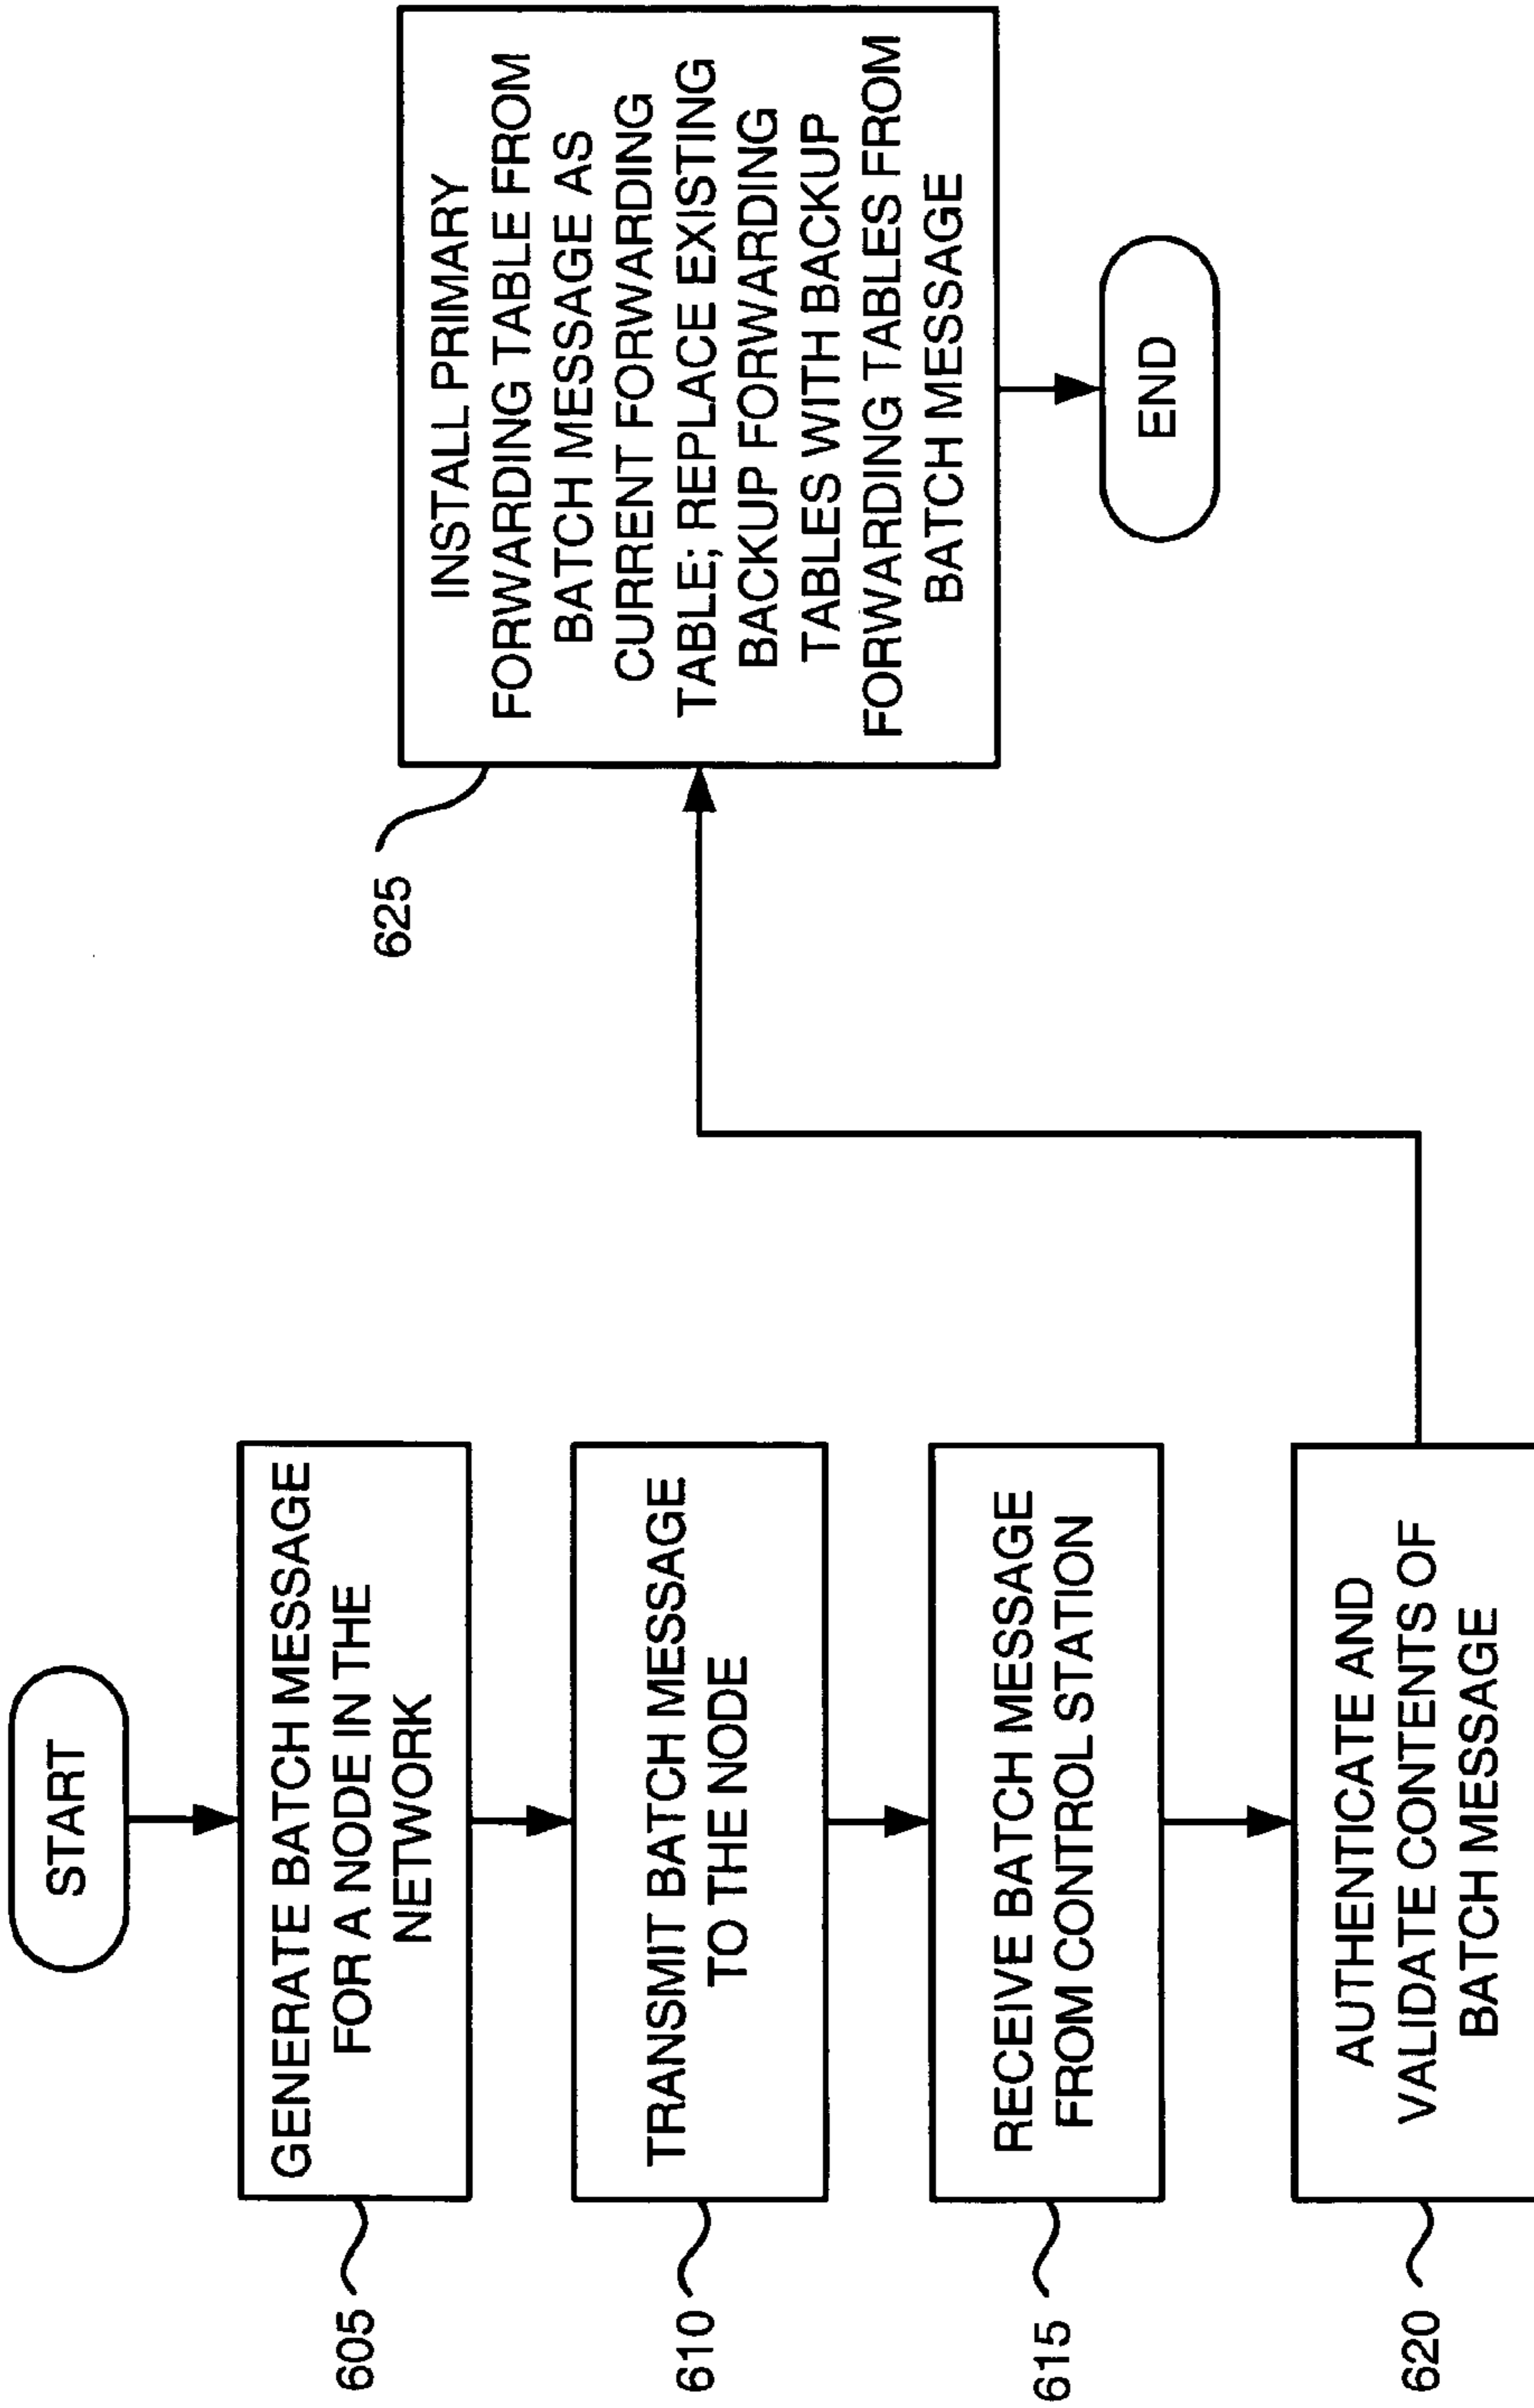 START
605
GENERATE BATCH MESSAGE
FOR A NODE IN THE
NETWORK
610
TRANSMIT BATCH MESSAGE
TO THE NODE
615
RECEIVE BATCH MESSAGE
FROM CONTROL STATION
620
AUTHENTICATE AND
VALIDATE CONTENTS OF
BATCH MESSAGE
625
INSTALL PRIMARY
FORWARDING TABLE FROM
BATCH MESSAGE AS
CURRENT FORWARDING
TABLE; REPLACE EXISTING
BACKUP FORWARDING
TABLES WITH BACKUP
FORWARDING TABLES FROM
BATCH MESSAGE
END